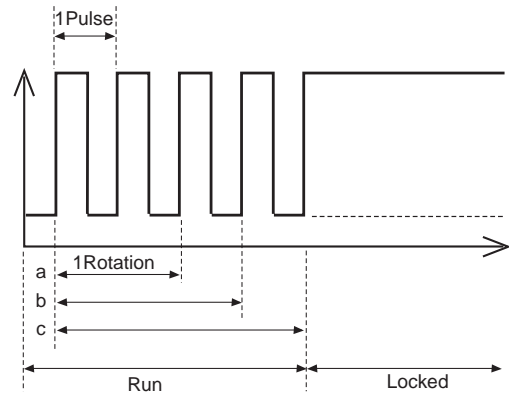 1Pulse
a 1Rotation
b
c
Run Locked